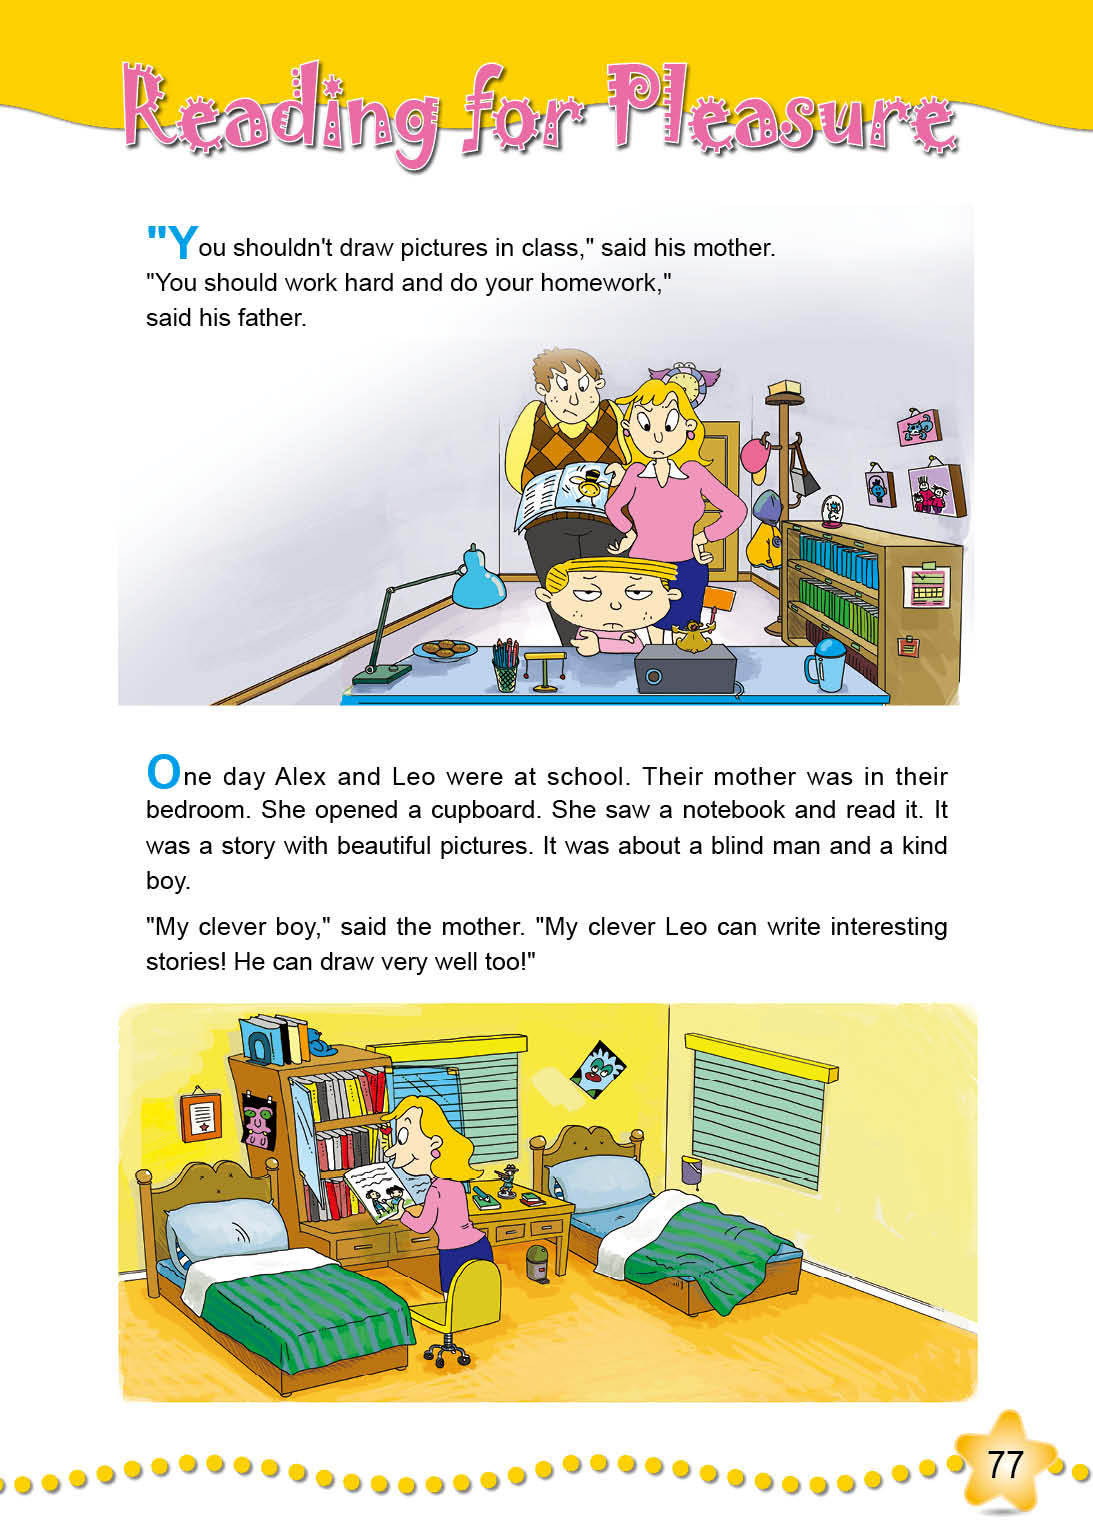 Reading for Pleasure
"You shouldn't draw pictures in class," said his mother.
"You should work hard and do your homework,"
said his father.
One day Alex and Leo were at school. Their mother was in their
bedroom. She opened a cupboard. She saw a notebook and read it. It
was a story with beautiful pictures. It was about a blind man and a kind
boy.
"My clever boy," said the mother. "My clever Leo can write interesting
stories! He can draw very well too!"
77